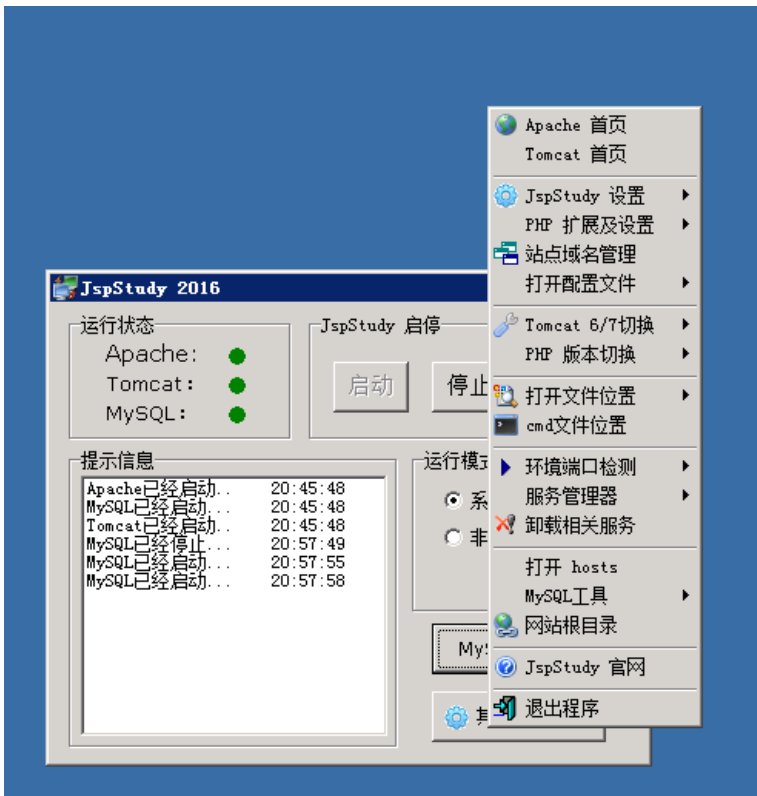 Apache 首页
Tomcat 首页
JspStudy 设置
PHP 扩展及设置
站点域名管理
打开配置文件
Tomcat 6/7切换
PHP 版本切换
打开文件位置
cmd文件位置
环境端口检测
服务管理器
卸载相关服务
打开 hosts
MySQL工具
网站根目录
JspStudy 官网
退出程序
JspStudy 2016
运行状态
Apache:
Tomcat:
MySQL:
JspStudy 启停
启动
停止
提示信息
Apache已经启动.. 20:45:48
MySQL已经启动.. 20:45:48
Tomcat已经启动.. 20:45:48
MySQL已经停止... 20:57:49
MySQL已经启动... 20:57:55
MySQL已经启动... 20:57:58
运行模式
系
非
My
其